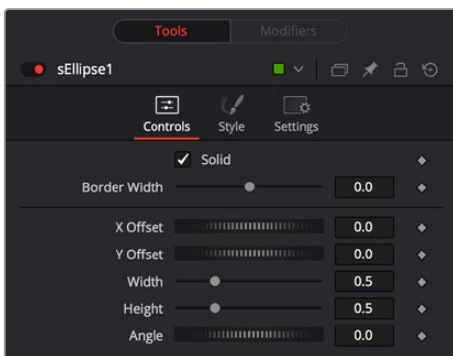 Tools Modifiers
sEllipse1
Controls Style Settings
Solid
Border Width 0.0
X Offset 0.0
Y Offset 0.0
Width 0.5
Height 0.5
Angle 0.0